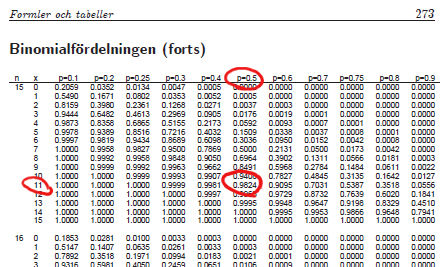 Formler och tabeller 273
Binomialfördelningen (forts)
n x p=0.1 p=0.2 p=0.25 p=0.3 p=0.4 p=0.5 p=0.6 p=0.7 p=0.75 p=0.8 p=0.9
15 0 0.2059 0.0352 0.0134 0.0047 0.0005 0.0000 0.0000 0.0000 0.0000 0.0000 0.0000
1 0.5490 0.1671 0.0802 0.0353 0.0052 0.0005 0.0000 0.0000 0.0000 0.0000 0.0000
2 0.8159 0.3980 0.2361 0.1268 0.0271 0.0037 0.0003 0.0000 0.0000 0.0000 0.0000
3 0.9444 0.6482 0.4613 0.2969 0.0905 0.0176 0.0019 0.0001 0.0000 0.0000 0.0000
4 0.9873 0.8358 0.6865 0.5155 0.2173 0.0592 0.0093 0.0007 0.0001 0.0000 0.0000
5 0.9978 0.9389 0.8516 0.7216 0.4032 0.1509 0.0338 0.0037 0.0008 0.0001 0.0000
6 0.9997 0.9819 0.9434 0.8689 0.6098 0.3036 0.0950 0.0152 0.0042 0.0008 0.0000
7 1.0000 0.9958 0.9827 0.9500 0.7869 0.5000 0.2131 0.0500 0.0173 0.0042 0.0000
8 1.0000 0.9992 0.9958 0.9848 0.9050 0.6964 0.3902 0.1311 0.0566 0.0181 0.0003
9 1.0000 0.9999 0.9992 0.9963 0.9662 0.8491 0.5968 0.2784 0.1484 0.0611 0.0022
10 1.0000 1.0000 0.9999 0.9993 0.9907 0.9408 0.7827 0.4845 0.3135 0.1642 0.0127
11 1.0000 1.0000 1.0000 0.9999 0.9981 0.9824 0.9095 0.7031 0.5387 0.3518 0.0556
12 1.0000 1.0000 1.0000 1.0000 0.9997 0.9729 0.8732 0.7639 0.6020 0.1841
13 1.0000 1.0000 1.0000 1.0000 1.0000 0.9995 0.9948 0.9647 0.9198 0.8329 0.4510
14 1.0000 1.0000 1.0000 1.0000 1.0000 1.0000 0.9995 0.9953 0.9866 0.9648 0.7941
15 1.0000 1.0000 1.0000 1.0000 1.0000 1.0000 1.0000 1.0000 1.0000 1.0000 1.0000
16 0 0.1853 0.0281 0.0100 0.0033 0.0003 0.0000 0.0000 0.0000 0.0000 0.0000 0.0000
1 0.5147 0.1407 0.0635 0.0261 0.0033 0.0003 0.0000 0.0000 0.0000 0.0000 0.0000
2 0.7892 0.3518 0.1971 0.0994 0.0183 0.0021 0.0001 0.0000 0.0000 0.0000 0.0000
3 0.9316 0.5981 0.4050 0.2459 0.0651 0.0106 0.0009 0.0000 0.0000 0.0000 0.0000